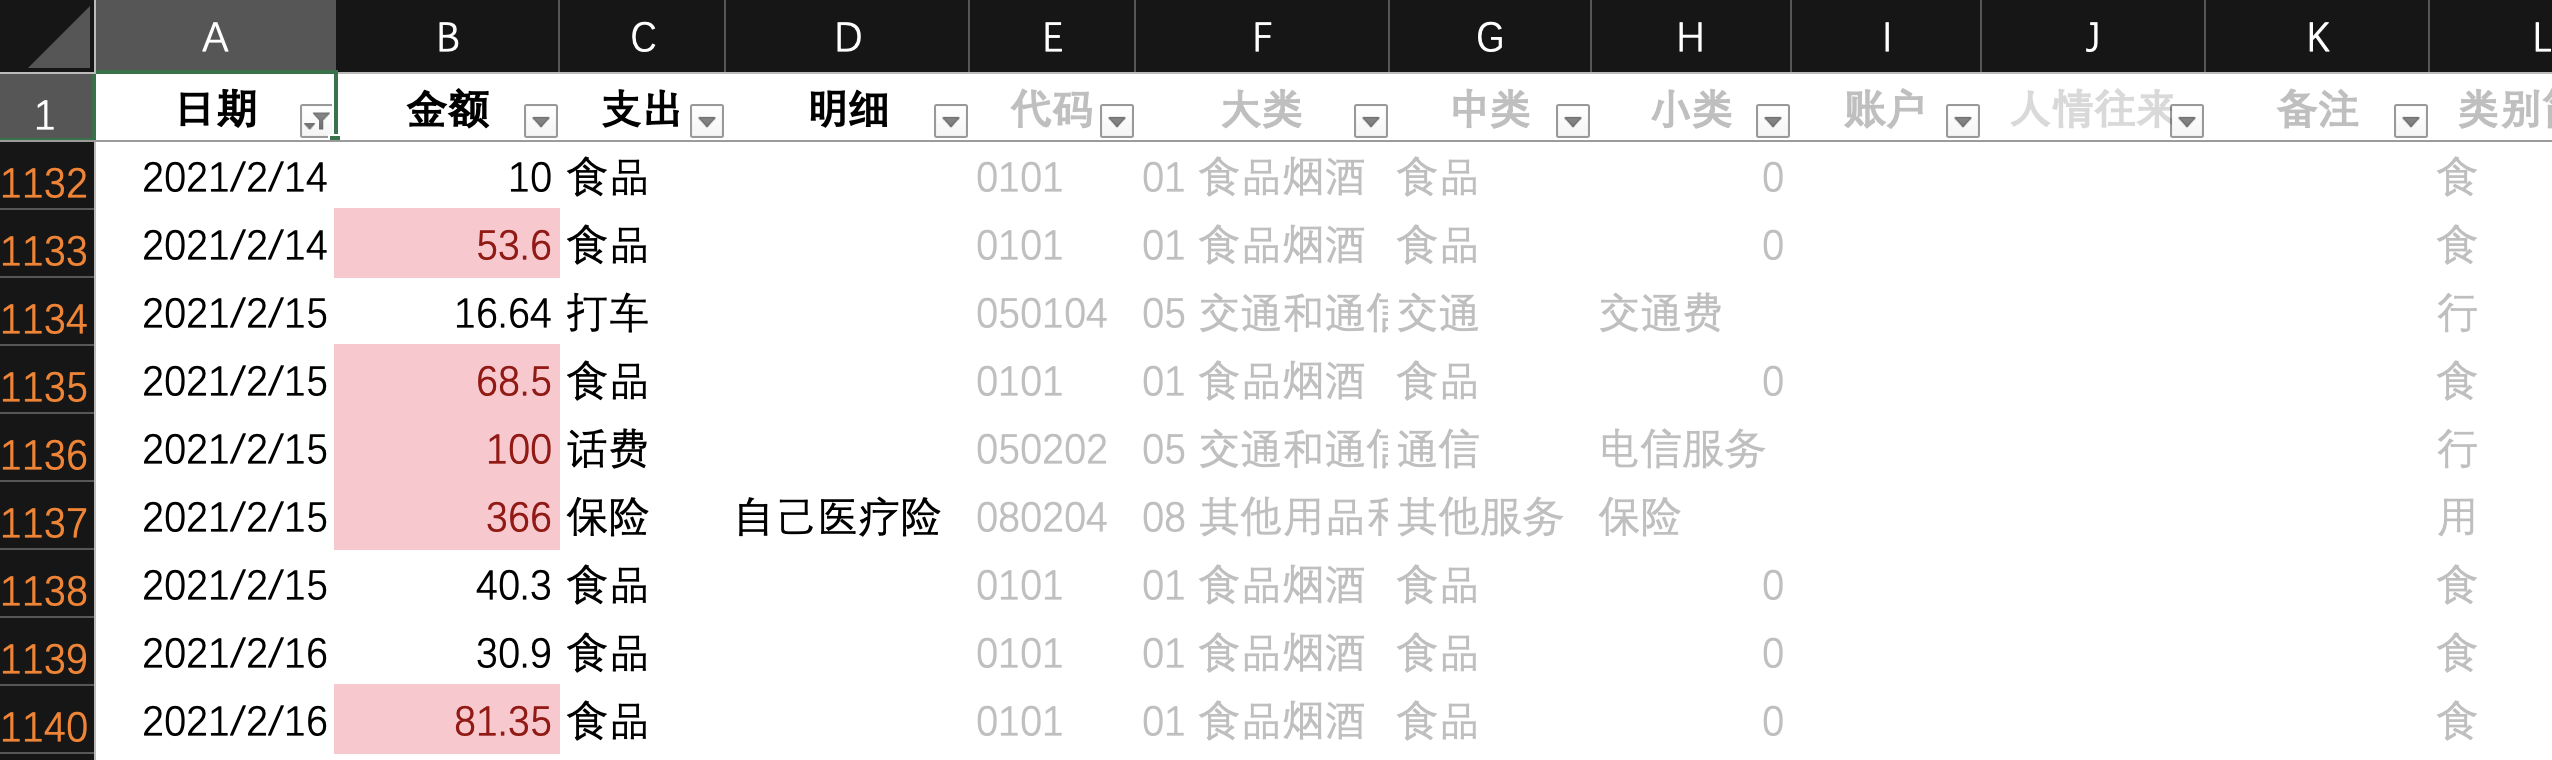 A B C D E F G H I J K L
1 日期 金额 支出 明细 代码 大类 中类 小类 账户 人情往来 备注 类别
1132 2021/2/14 10 食品 0101 01 食品烟酒 食品 0 食
1133 2021/2/14 53.6 食品 0101 01 食品烟酒 食品 0 食
1134 2021/2/15 16.64 打车 050104 05 交通和通信 交通 交通费 行
1135 2021/2/15 68.5 食品 0101 01 食品烟酒 食品 0 食
1136 2021/2/15 100 话费 050202 05 交通和通信 通信 电信服务 行
1137 2021/2/15 366 保险 自己医疗险 080204 08 其他用品 其他服务 保险 用
1138 2021/2/15 40.3 食品 0101 01 食品烟酒 食品 0 食
1139 2021/2/16 30.9 食品 0101 01 食品烟酒 食品 0 食
1140 2021/2/16 81.35 食品 0101 01 食品烟酒 食品 0 食